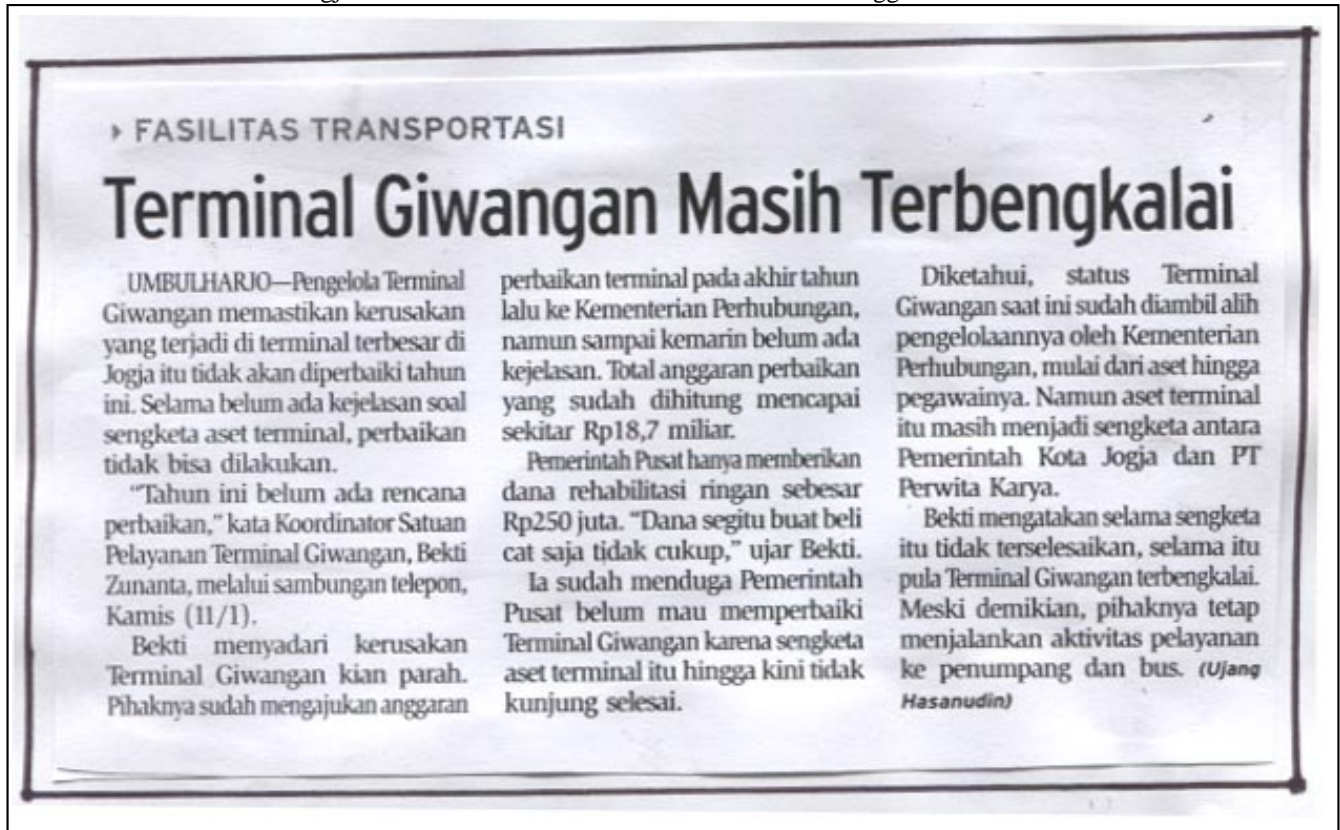 › FASILITAS TRANSPORTASI
Terminal Giwangan Masih Terbengkalai
UMBULHARJO—Pengelola Terminal
Giwangan memastikan kerusakan
yang terjadi di terminal terbesar di
Jogja itu tidak akan diperbaiki tahun
ini. Selama belum ada kejelasan soal
sengketa aset terminal, perbaikan
tidak bisa dilakukan.
"Tahun ini belum ada rencana
perbaikan," kata Koordinator Satuan
Pelayanan Terminal Giwangan, Bekti
Zunanta, melalui sambungan telepon,
Kamis (11/1).
Bekti menyadari kerusakan
Terminal Giwangan kian parah.
Pihaknya sudah mengajukan anggaran
perbaikan terminal pada akhir tahun
lalu ke Kementerian Perhubungan,
namun sampai kemarin belum ada
kejelasan. Total anggaran perbaikan
yang sudah dihitung mencapai
sekitar Rp18,7 miliar.
Pemerintah Pusat hanya memberikan
dana rehabilitasi ringan sebesar
Rp250 juta. "Dana segitu buat beli
cat saja tidak cukup," ujar Bekti.
Ia sudah menduga Pemerintah
Pusat belum mau memperbaiki
Terminal Giwangan karena sengketa
aset terminal itu hingga kini tidak
kunjung selesai.
Diketahui, status Terminal
Giwangan saat ini sudah diambil alih
pengelolaannya oleh Kementerian
Perhubungan, mulai dari aset hingga
pegawainya. Namun aset terminal
itu masih menjadi sengketa antara
Pemerintah Kota Jogja dan PT
Perwita Karya.
Bekti mengatakan selama sengketa
itu tidak terselesaikan, selama itu
pula Terminal Giwangan terbengkalai.
Meski demikian, pihaknya tetap
menjalankan aktivitas pelayanan
ke penumpang dan bus. (Ujang
Hasanudin)